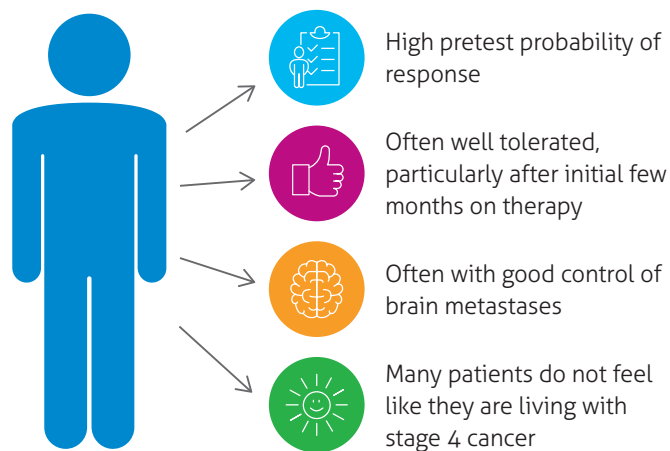 High pretest probability of
response
Often well tolerated,
particularly after initial few
months on therapy
Often with good control of
brain metastases
Many patients do not feel
like they are living with
stage 4 cancer